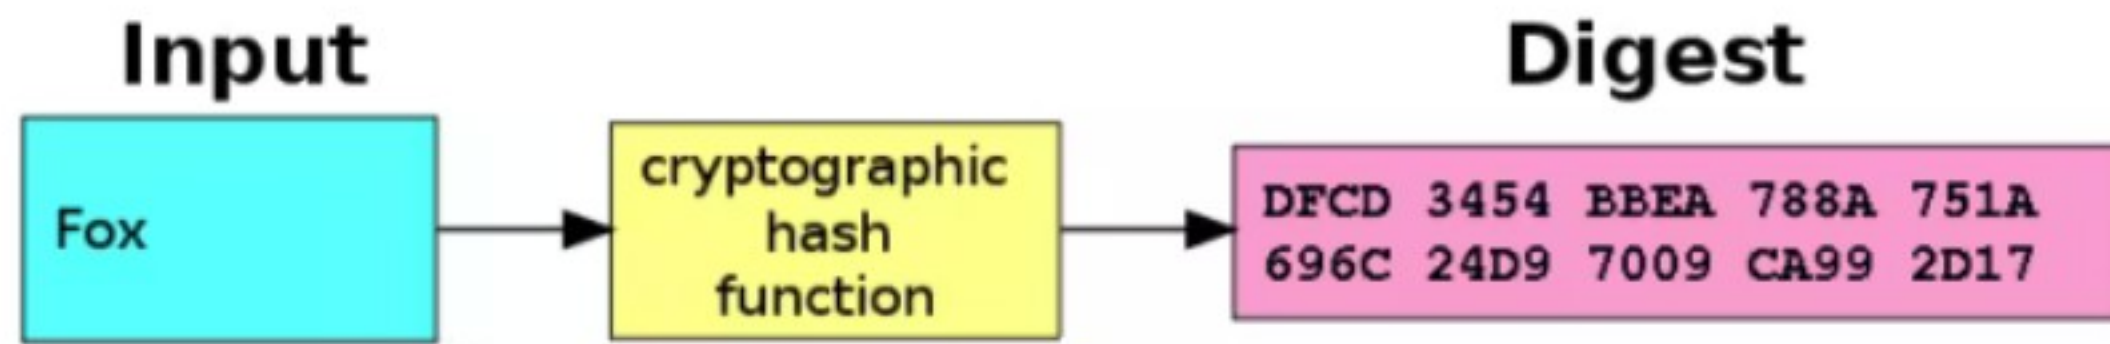 Input
Digest
Fox
cryptographic
hash
function
DFCD 3454 BBEA 788A 751A
696C 24D9 7009 CA99 2D17